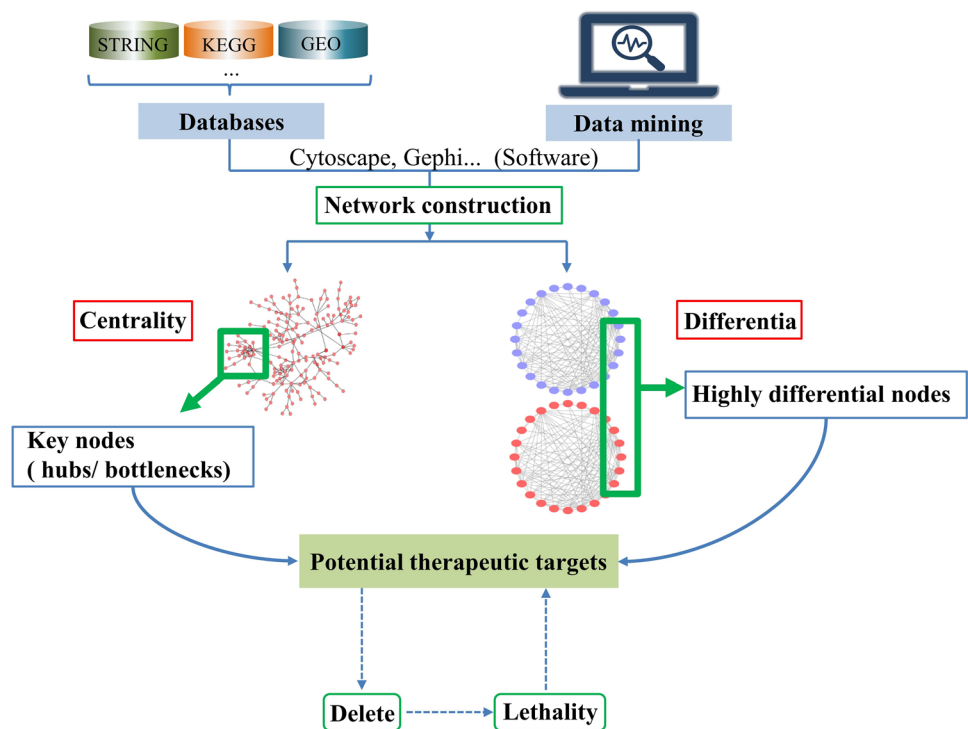 STRING KEGG GEO
...
Databases
Data mining
Cytoscape, Gephi... (Software)
Network construction
Centrality
Differentia
Highly differential nodes
Key nodes
( hubs/ bottlenecks)
Potential therapeutic targets
Delete
Lethality